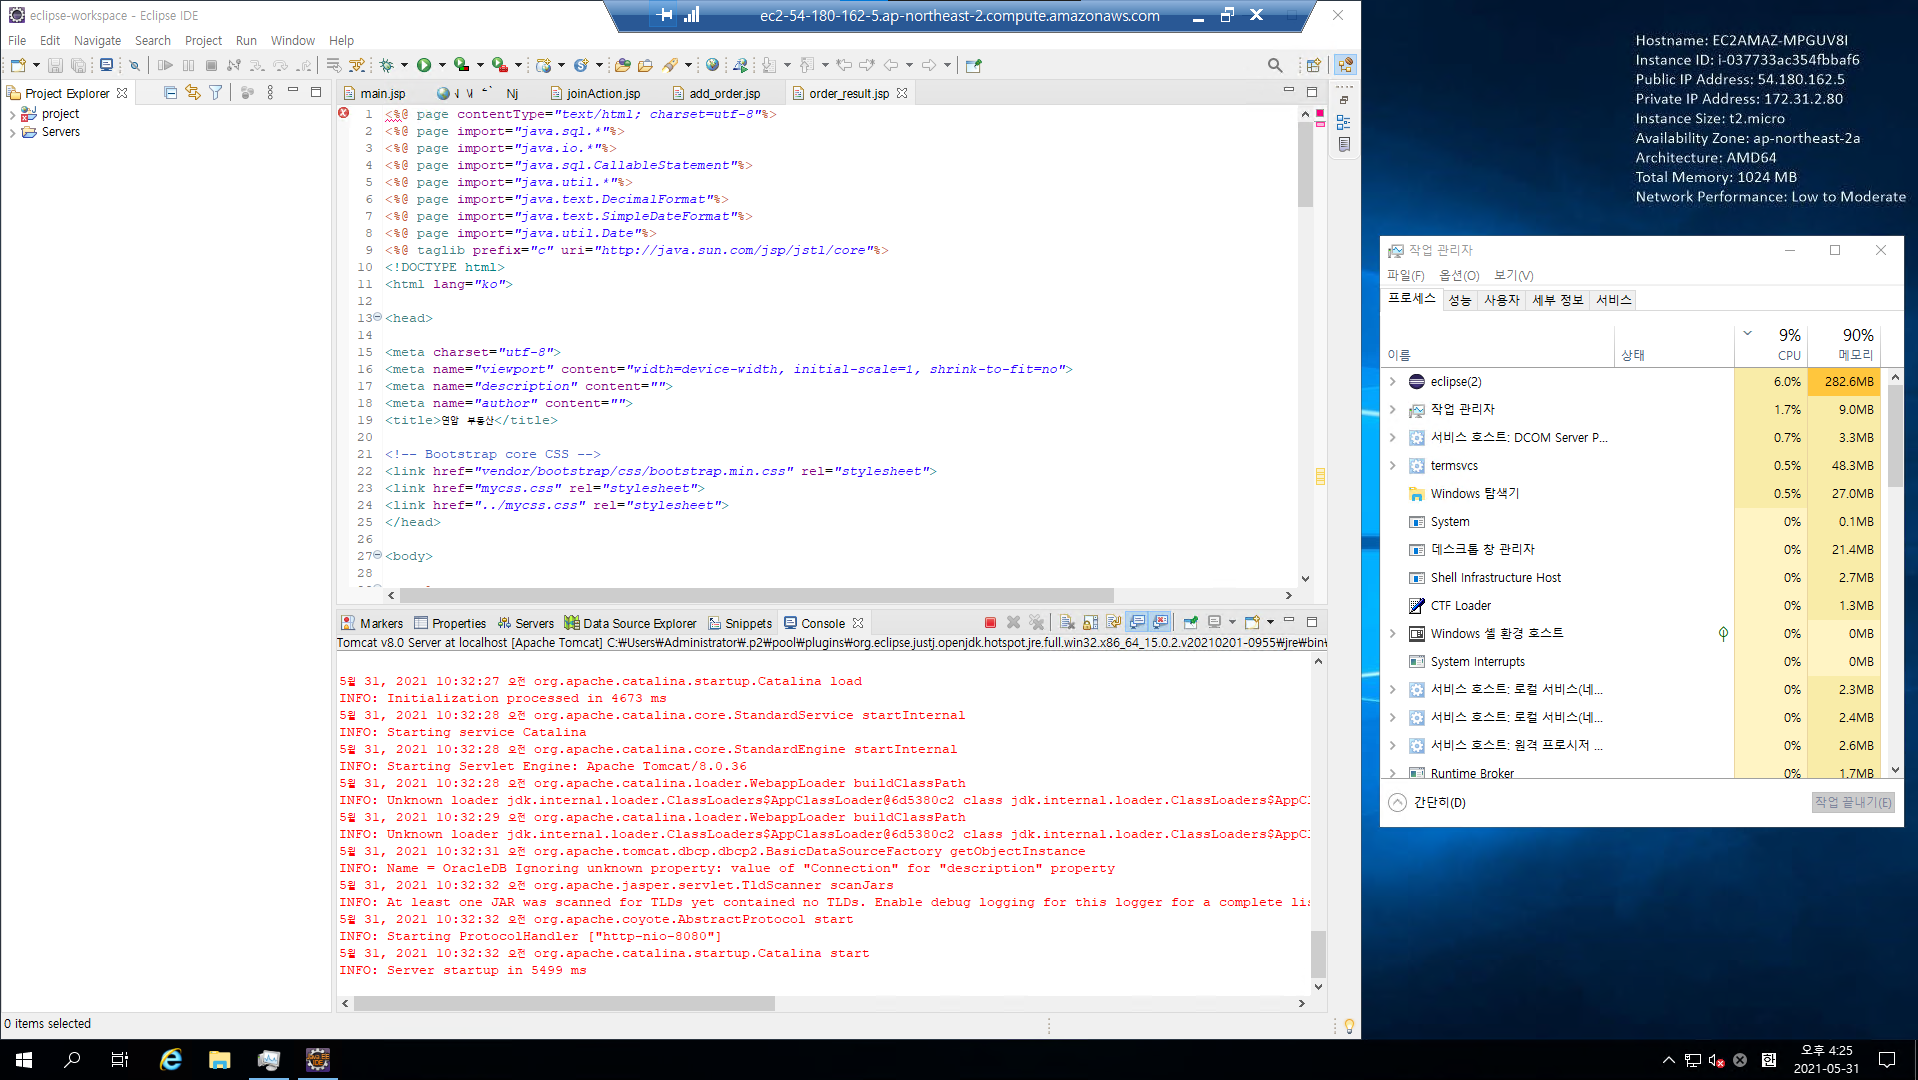 eclipse-workspace - Eclipse IDE
ec2-54-180-162-5.ap-northeast-2.compute.amazonaws.com
File Edit Navigate Search Project Run Window Help
Hostname: EC2AMAZ-MPGUV8I
Instance ID: i-037733ac354fbbaf6
Public IP Address: 54.180.162.5
Private IP Address: 172.31.2.80
Instance Size: t2.micro
Availability Zone: ap-northeast-2a
Architecture: AMD64
Total Memory: 1024 MB
Network Performance: Low to Moderate
Project Explorer
project
Servers
main.jsp
joinAction.jsp
add_order.jsp
order_result.jsp
1 <%@ page contentType="text/html; charset=utf-8"%>
2 <%@ page import="java.sql.*"%>
3 <%@ page import="java.io.*"%>
4 <%@ page import="java.sql.CallableStatement"%>
5 <%@ page import="java.util.*"%>
6 <%@ page import="java.text.DecimalFormat"%>
7 <%@ page import="java.text.SimpleDateFormat"%>
8 <%@ page import="java.util.Date"%>
9 <%@ taglib prefix="c" uri="http://java.sun.com/jsp/jstl/core"%>
10 <!DOCTYPE html>
11 <html lang="ko">
12
13 <head>
14
15 <meta charset="utf-8">
16 <meta name="viewport" content="width=device-width, initial-scale=1, shrink-to-fit=no">
17 <meta name="description" content="">
18 <meta name="author" content="">
19 <title>연암 부동산</title>
20
21 <!-- Bootstrap core CSS -->
22 <link href="vendor/bootstrap/css/bootstrap.min.css" rel="stylesheet">
23 <link href="mycss.css" rel="stylesheet">
24 <link href="../mycss.css" rel="stylesheet">
25 </head>
26
27 <body>
28
Markers Properties Servers Data Source Explorer Snippets Console
Tomcat v8.0 Server at localhost [Apache Tomcat] C:₩Users₩Administrator₩.p2₩pool₩plugins₩org.eclipse.justj.openjdk.hotspot.jre.full.win32.x86_64_15.0.2.v20210201-0955₩jre₩bin₩
5월 31, 2021 10:32:27 오전 org.apache.catalina.startup.Catalina load
INFO: Initialization processed in 4673 ms
5월 31, 2021 10:32:28 오전 org.apache.catalina.core.StandardService startInternal
INFO: Starting service Catalina
5월 31, 2021 10:32:28 오전 org.apache.catalina.core.StandardEngine startInternal
INFO: Starting Servlet Engine: Apache Tomcat/8.0.36
5월 31, 2021 10:32:28 오전 org.apache.catalina.loader.WebappLoader buildClassPath
INFO: Unknown loader jdk.internal.loader.ClassLoaders$AppClassLoader@6d5380c2 class jdk.internal.loader.ClassLoaders$AppCl
5월 31, 2021 10:32:29 오전 org.apache.catalina.loader.WebappLoader buildClassPath
INFO: Unknown loader jdk.internal.loader.ClassLoaders$AppClassLoader@6d5380c2 class jdk.internal.loader.ClassLoaders$AppCl
5월 31, 2021 10:32:31 오전 org.apache.tomcat.dbcp.dbcp2.BasicDataSourceFactory getObjectInstance
INFO: Name = OracleDB Ignoring unknown property: value of "Connection" for "description" property
5월 31, 2021 10:32:32 오전 org.apache.jasper.servlet.TldScanner scanJars
INFO: At least one JAR was scanned for TLDs yet contained no TLDs. Enable debug logging for this logger for a complete lis
5월 31, 2021 10:32:32 오전 org.apache.coyote.AbstractProtocol start
INFO: Starting ProtocolHandler ["http-nio-8080"]
5월 31, 2021 10:32:32 오전 org.apache.catalina.startup.Catalina start
INFO: Server startup in 5499 ms
0 items selected
작업 관리자
파일(F) 옵션(O) 보기(V)
프로세스 성능 사용자 세부 정보 서비스
9% 90%
이름 상태 CPU 메모리
eclipse(2) 6.0% 282.6MB
작업 관리자 1.7% 9.0MB
서비스 호스트: DCOM Server P... 0.7% 3.3MB
termsvcs 0.5% 48.3MB
Windows 탐색기 0.5% 27.0MB
System 0% 0.1MB
데스크톱 창 관리자 0% 21.4MB
Shell Infrastructure Host 0% 2.7MB
CTF Loader 0% 1.3MB
Windows 셸 환경 호스트 0% 0MB
System Interrupts 0% 0MB
서비스 호스트: 로컬 서비스(네... 0% 2.3MB
서비스 호스트: 로컬 서비스(네... 0% 2.4MB
서비스 호스트: 원격 프로시저 ... 0% 2.6MB
Runtime Broker 0% 1.7MB
간단히(D)
작업 끝내기(E)
한
오후 4:25
2021-05-31